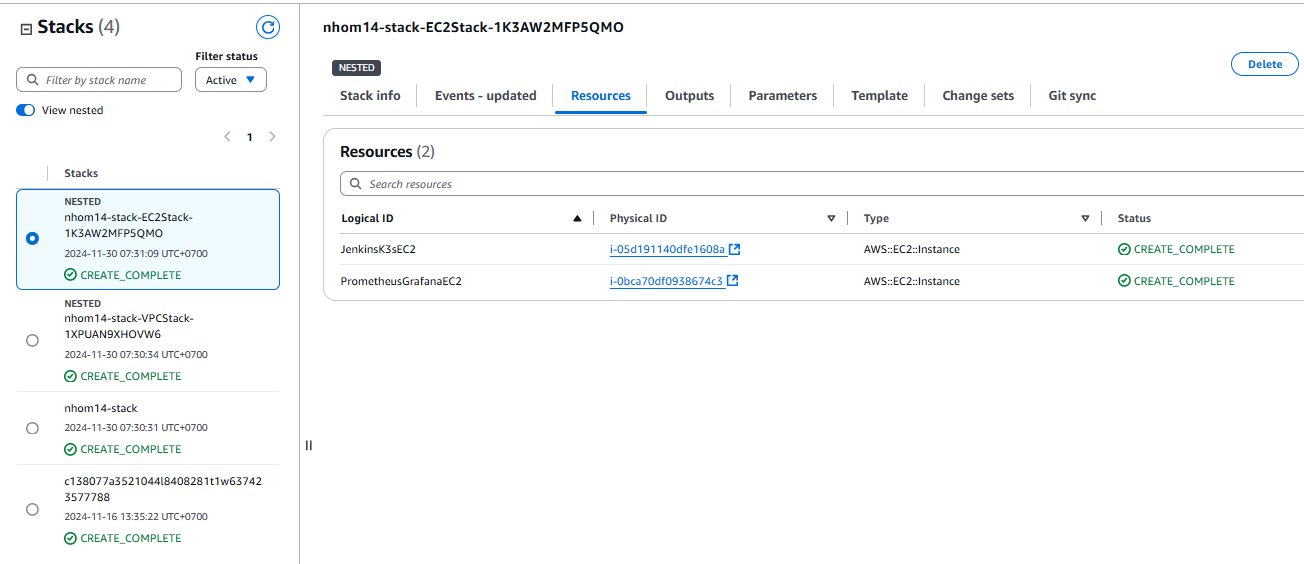 Stacks (4)
Filter status
Filter by stack name
Active
View nested
1
Stacks
NESTED
nhom14-stack-EC2Stack-
1K3AW2MFP5QMO
2024-11-30 07:31:09 UTC+0700
CREATE_COMPLETE
NESTED
nhom14-stack-VPCStack-
1XPUAN9XHOVW6
2024-11-30 07:30:34 UTC+0700
CREATE_COMPLETE
nhom14-stack
2024-11-30 07:30:31 UTC+0700
CREATE_COMPLETE
c138077a3521044l8408281t1w63742
3577788
2024-11-16 13:35:22 UTC+0700
CREATE_COMPLETE
nhom14-stack-EC2Stack-1K3AW2MFP5QMO
NESTED
Delete
Stack info Events - updated Resources Outputs Parameters Template Change sets Git sync
Resources (2)
Search resources
Logical ID Physical ID Type Status
JenkinsK3sEC2 i-05d191140dfe1608a AWS::EC2::Instance CREATE_COMPLETE
PrometheusGrafanaEC2 i-0bca70df0938674c3 AWS::EC2::Instance CREATE_COMPLETE